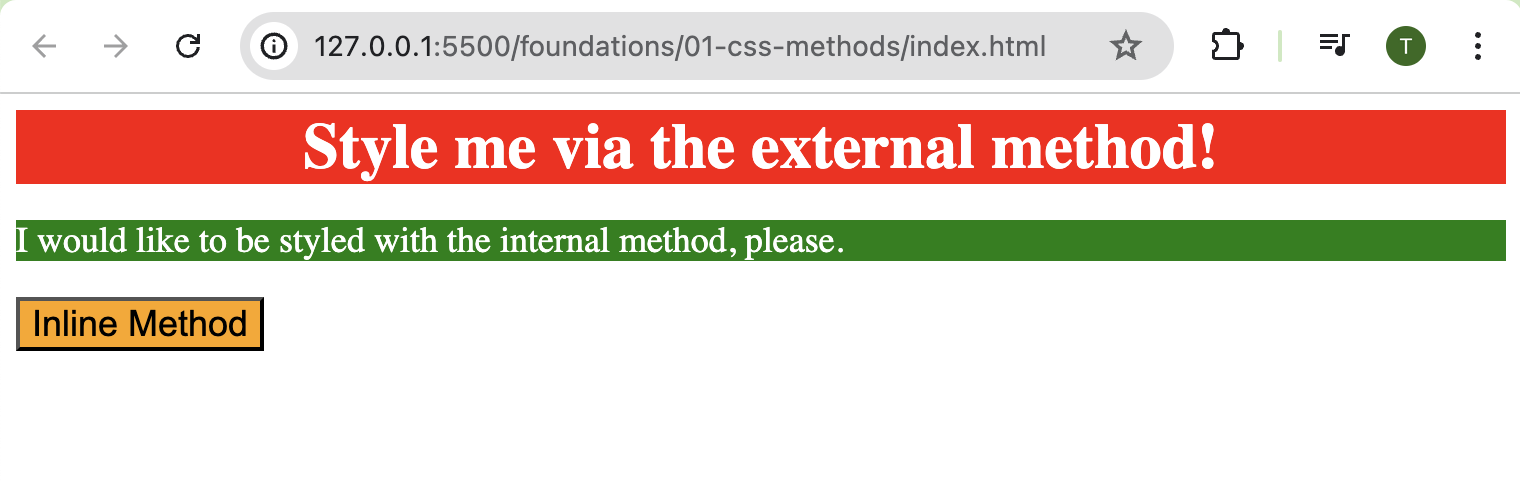 127.0.0.1:5500/foundations/01-css-methods/index.html
T
Style me via the external method!
I would like to be styled with the internal method, please.
Inline Method